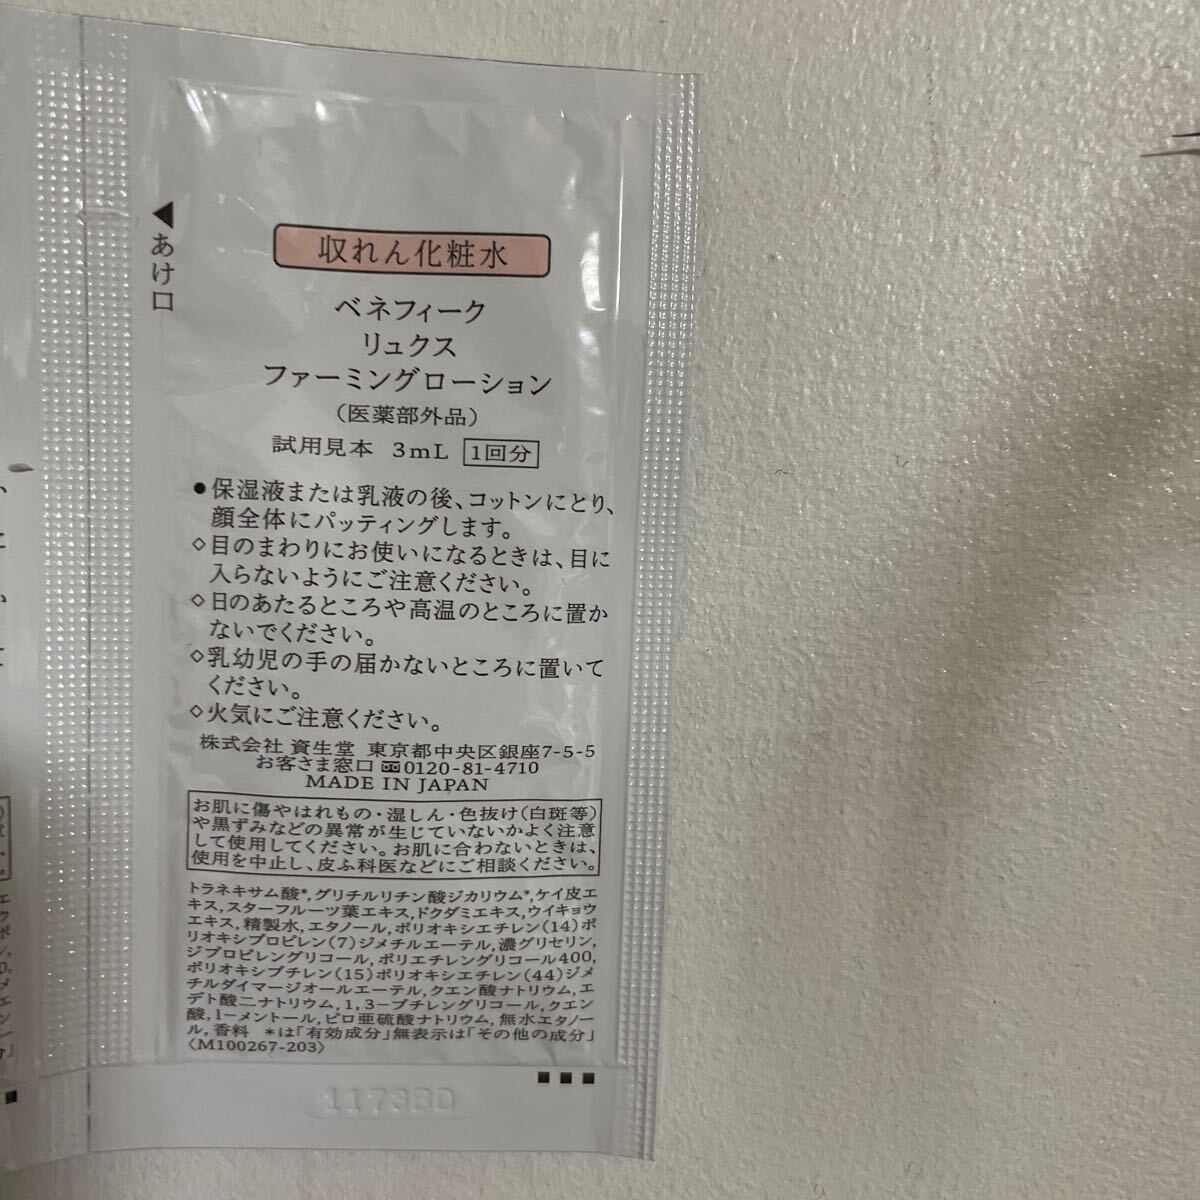 ◀あけ口
収れん化粧水
ベネフィーク
リュクス
ファーミングローション
（医薬部外品）
試用見本 3mL 1回分
●保湿液または乳液の後、コットンにとり、
顔全体にパッティングします。
◇目のまわりにお使いになるときは、目に
入らないようにご注意ください。
◇日のあたるところや高温のところに置か
ないでください。
◇乳幼児の手の届かないところに置いて
ください。
◇火気にご注意ください。
株式会社 資生堂 東京都中央区銀座7-5-5
お客さま窓口 0120-81-4710
MADE IN JAPAN
お肌に傷やはれもの・湿しん・色抜け（白斑等）
や黒ずみなどの異常が生じていないかよく注意
して使用してください。お肌に合わないときは、
使用を中止し、皮ふ科医などにご相談ください。
トラネキサム酸*,グリチルリチン酸ジカリウム*,ケイ皮エ
キス,スターフルーツ葉エキス,ドクダミエキス,ウイキョウ
エキス,精製水,エタノール,ポリオキシエチレン(14)ポ
リオキシプロピレン(7)ジメチルエーテル,濃グリセリン,
ジプロピレングリコール,ポリエチレングリコール400,
ポリオキシブチレン(15)ポリオキシエチレン(44)ジメ
チルダイマージオールエーテル,クエン酸ナトリウム,エ
デト酸二ナトリウム,1,3-ブチレングリコール,クエン
酸,l-メントール,ピロ亜硫酸ナトリウム,無水エタノー
ル,香料 *は「有効成分」無表示は「その他の成分」
〈M100267-203〉